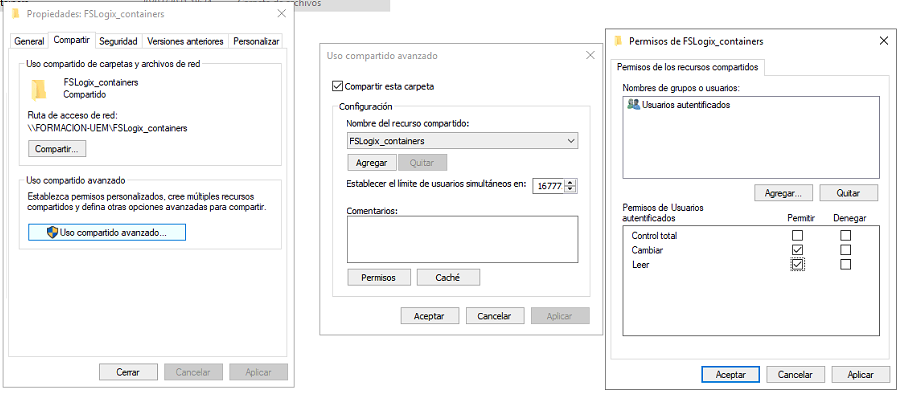 Propiedades: FSLogix_containers
General
Compartir
Seguridad
Versiones anteriores
Personalizar
Uso compartido de carpetas y archivos de red
FSLogix_containers
Compartido
Ruta de acceso de red:
\\FORMACION-UEM\FSLogix_containers
Compartir...
Uso compartido avanzado
Establezca permisos personalizados, cree múltiples recursos
compartidos y defina otras opciones avanzadas para compartir.
Uso compartido avanzado...
Cerrar
Cancelar
Aplicar
Uso compartido avanzado
Compartir esta carpeta
Configuración
Nombre del recurso compartido:
FSLogix_containers
Agregar
Quitar
Establecer el límite de usuarios simultáneos en:
16777
Comentarios:
Permisos
Caché
Aceptar
Cancelar
Aplicar
Permisos de FSLogix_containers
Permisos de los recursos compartidos
Nombres de grupos o usuarios:
Usuarios autentificados
Agregar...
Quitar
Permisos de Usuarios
autentificados
Permitir
Denegar
Control total
Cambiar
Leer
Aceptar
Cancelar
Aplicar